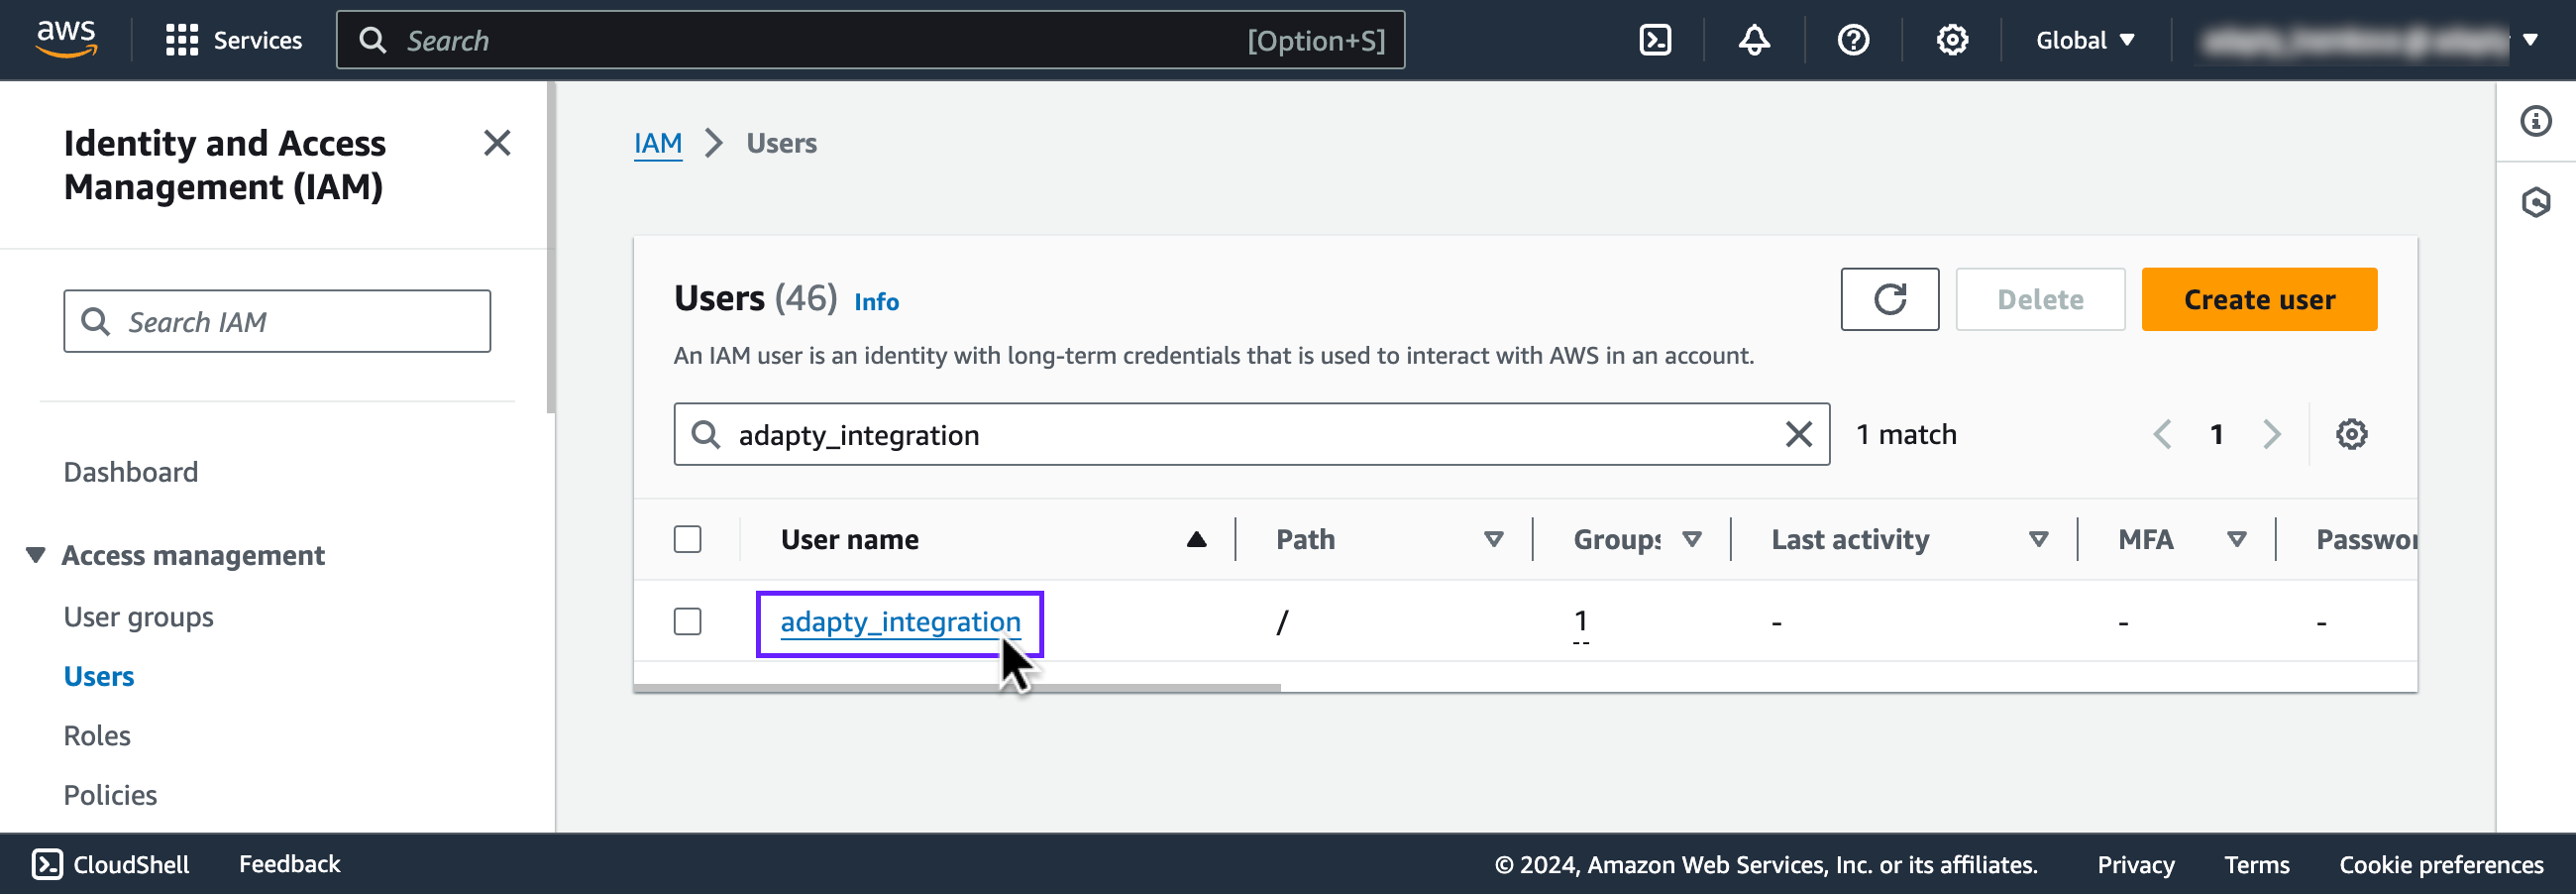 aws Services Search [Option+S] Global
Identity and Access
Management (IAM)
Search IAM
Dashboard
Access management
User groups
Users
Roles
Policies
IAM Users
Users (46) Info
Delete
Create user
An IAM user is an identity with long-term credentials that is used to interact with AWS in an account.
adapty_integration
1 match
1
User name Path Groups Last activity MFA Passwor
adapty_integration / 1 - - -
CloudShell Feedback © 2024, Amazon Web Services, Inc. or its affiliates. Privacy Terms Cookie preferences